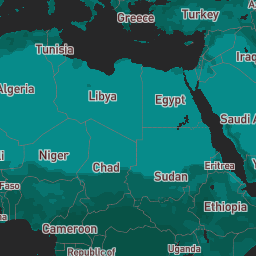 Greece
Turkey
Tunisia
Iraq
Algeria
Libya
Egypt
Saudi A
Niger
Chad
Sudan
Eritrea
Faso
Ethiopia
Cameroon
Republic of
Uganda